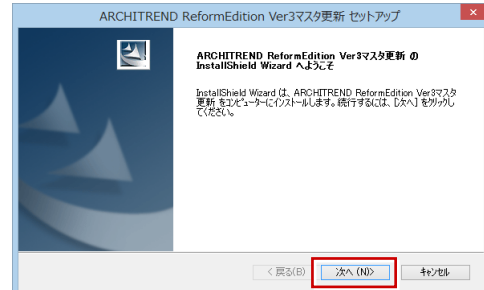 ARCHITREND ReformEdition Ver3マスタ更新 セットアップ
ARCHITREND ReformEdition Ver3マスタ更新 の
InstallShield Wizard へようこそ
InstallShield Wizard は、ARCHITREND ReformEdition Ver3マスタ
更新 をコンピューターにインストールします。続行するには、[次へ] をクリックし
てください。
< 戻る(B)
次へ (N)>
キャンセル